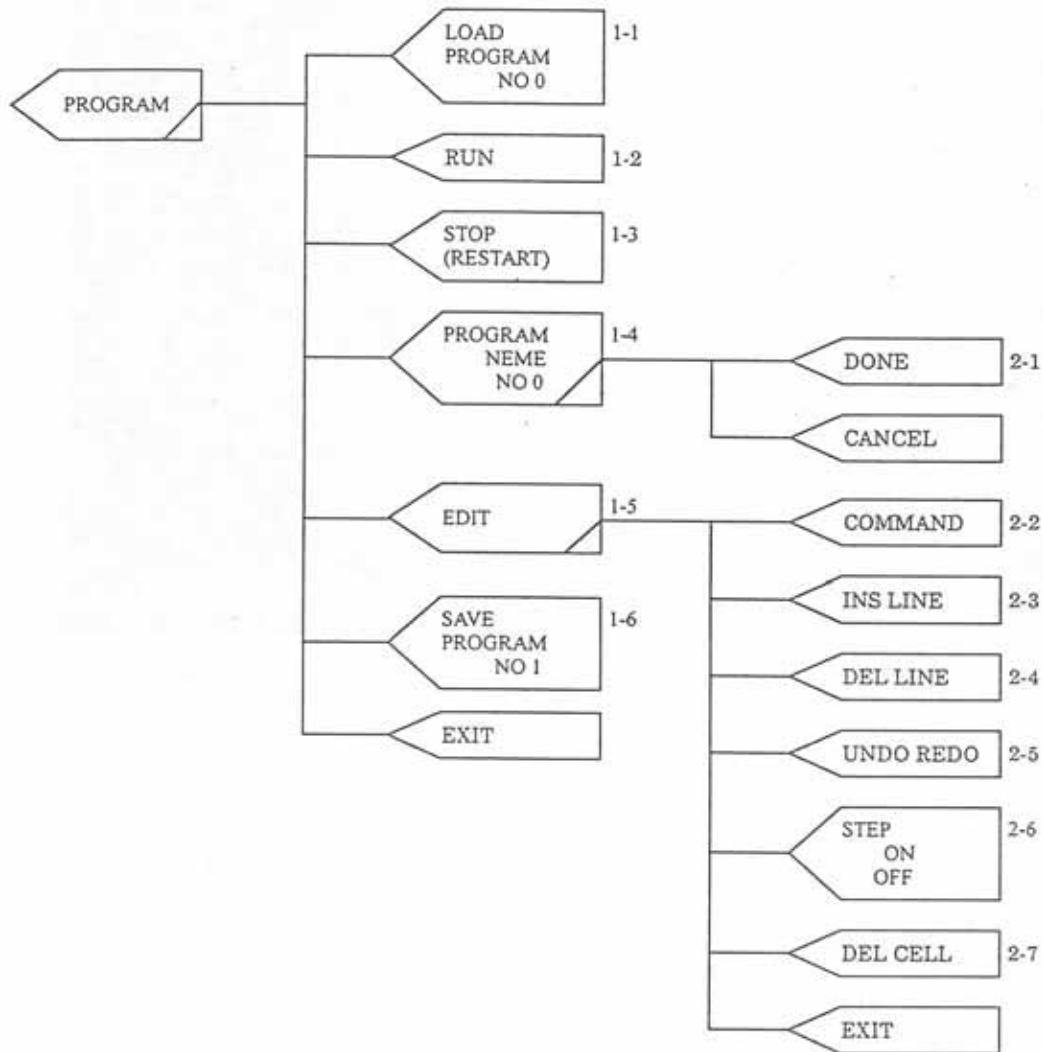 PROGRAM
LOAD
PROGRAM
NO 0
1-1
RUN
1-2
STOP
(RESTART)
1-3
PROGRAM
NEME
NO 0
1-4
DONE
2-1
CANCEL
EDIT
1-5
COMMAND
2-2
INS LINE
2-3
DEL LINE
2-4
UNDO REDO
2-5
STEP
ON
OFF
2-6
DEL CELL
2-7
EXIT
SAVE
PROGRAM
NO 1
1-6
EXIT